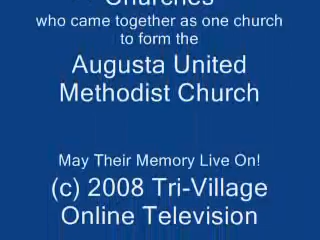 Churches
who came together as one church
to form the
Augusta United
Methodist Church
May Their Memory Live On!
(c) 2008 Tri-Village
Online Television